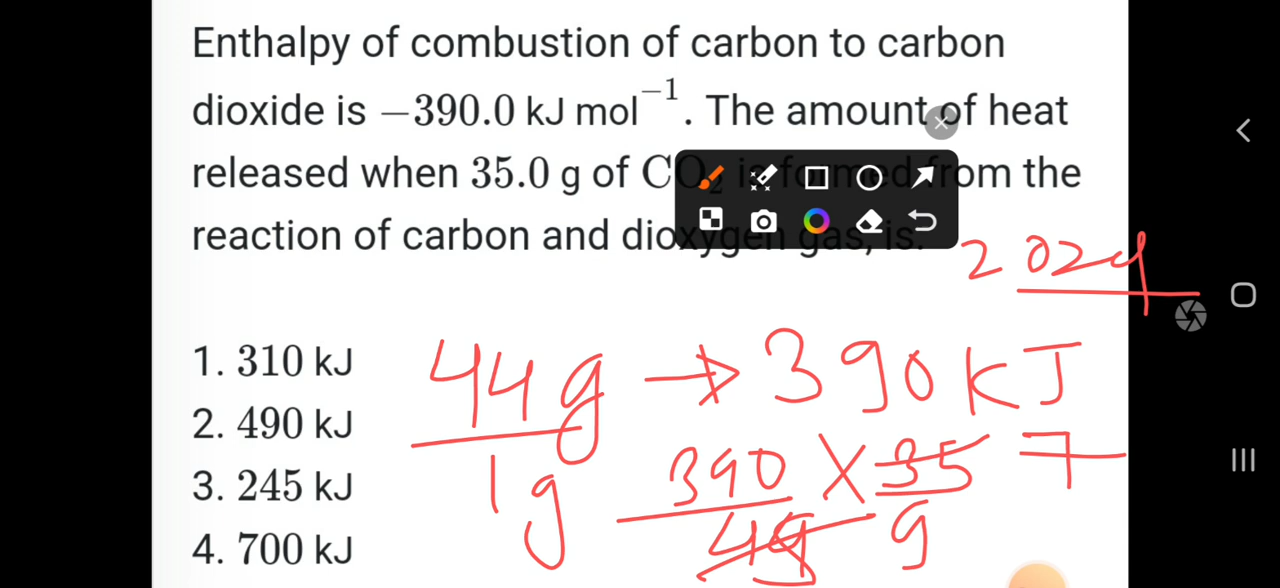 Enthalpy of combustion of carbon to carbon
dioxide is −390.0 kJ mol⁻¹. The amount of heat
released when 35.0 g of CO₂ is formed from the
reaction of carbon and dioxygen gas, is:
2024
1. 310 kJ
44g → 390 kJ
2. 490 kJ
1g 390 X 35 7
3. 245 kJ
44 9
4. 700 kJ